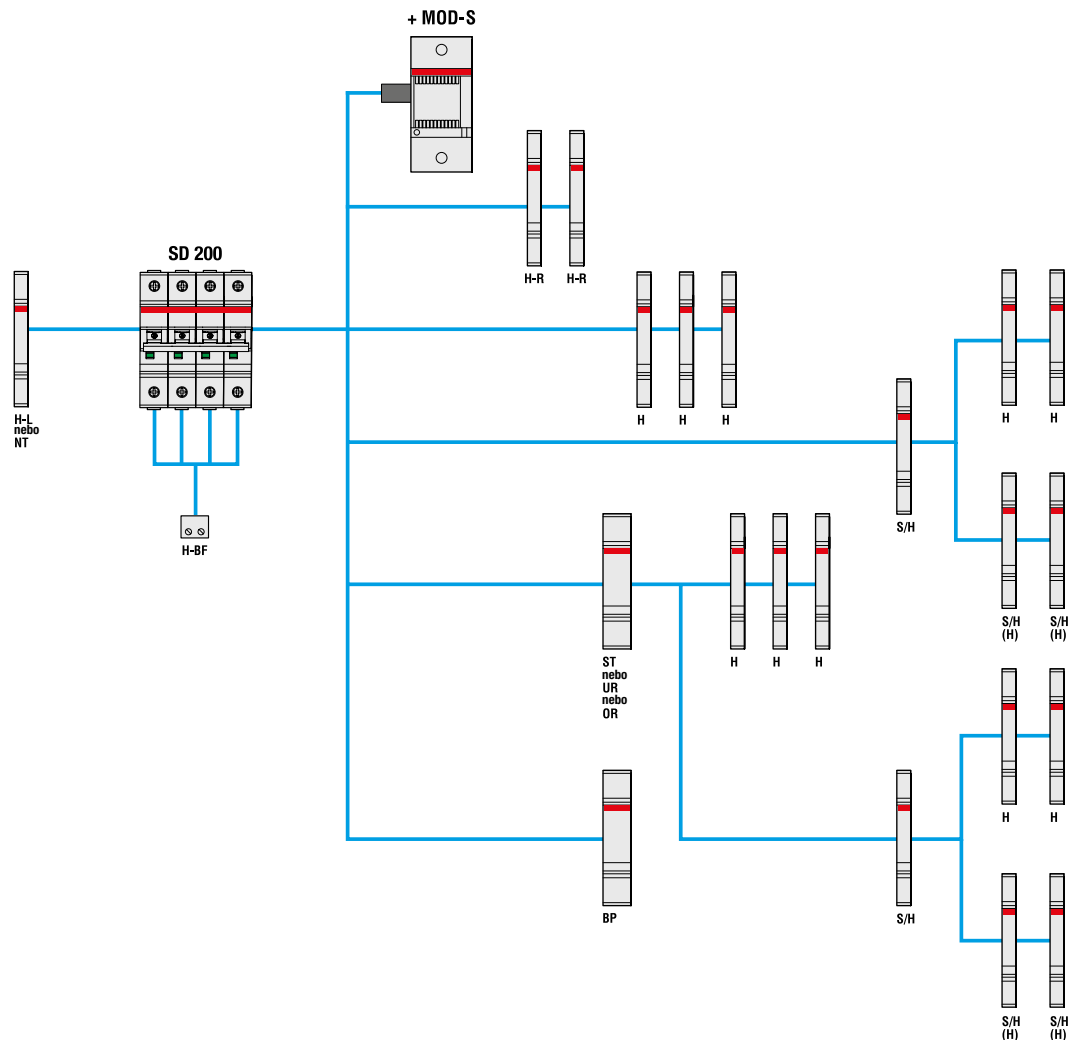 + MOD-S
H-R H-R
SD 200
H-L
nebo
NT
H H H
H H
H-BF
S/H
S/H S/H
(H) (H)
ST
nebo
UR
nebo
OR
H H H
H H
BP
S/H
S/H S/H
(H) (H)